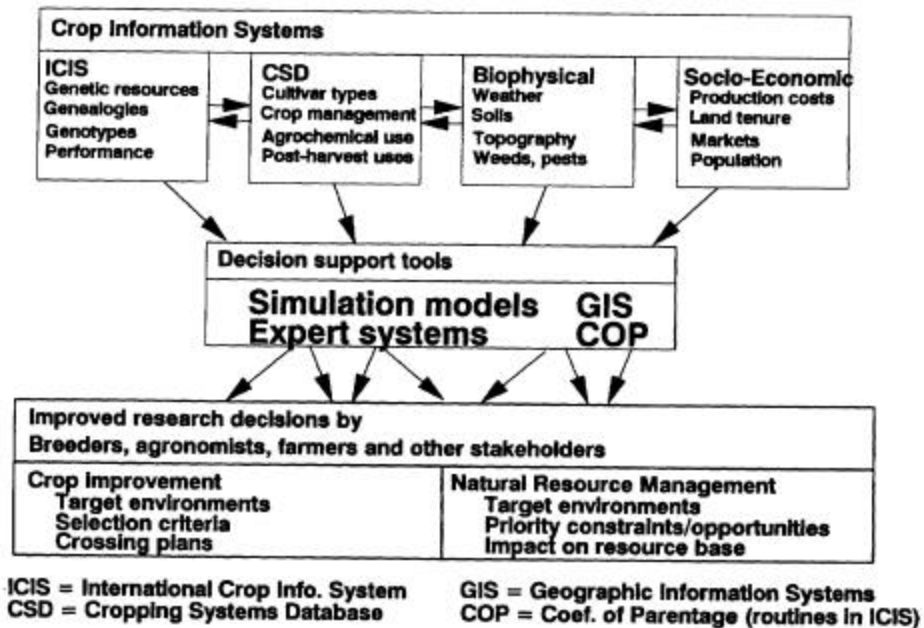 Crop Information Systems
ICIS
Genetic resources
Genealogies
Genotypes
Performance
CSD
Cultivar types
Crop management
Agrochemical use
Post-harvest uses
Biophysical
Weather
Soils
Topography
Weeds, pests
Socio-Economic
Production costs
Land tenure
Markets
Population
Decision support tools
Simulation models
Expert systems
GIS
COP
Improved research decisions by
Breeders, agronomists, farmers and other stakeholders
Crop Improvement
Target environments
Selection criteria
Crossing plans
Natural Resource Management
Target environments
Priority constraints/opportunities
Impact on resource base
ICIS = International Crop Info. System
CSD = Cropping Systems Database
GIS = Geographic Information Systems
COP = Coef. of Parentage (routines in ICIS)